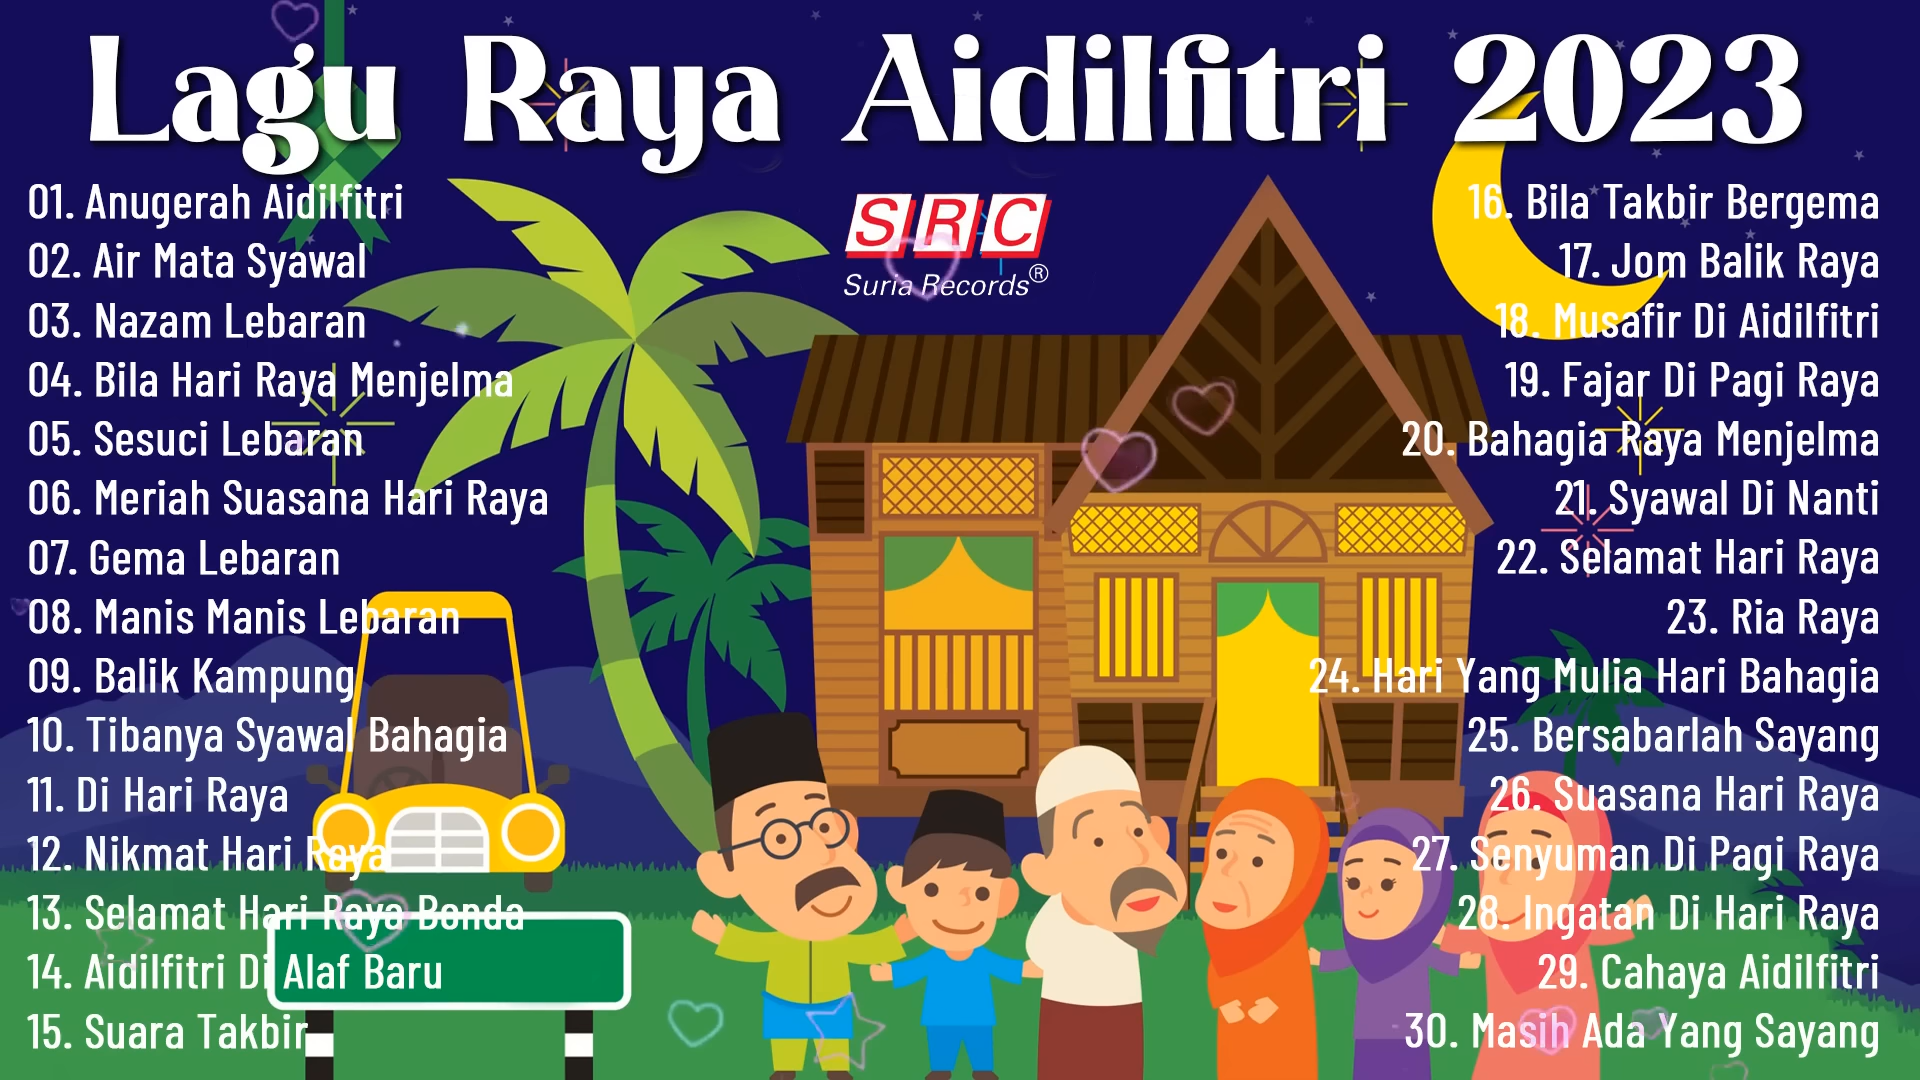 Lagu Raya Aidilfitri 2023
SRC
Suria Records®
01. Anugerah Aidilfitri
02. Air Mata Syawal
03. Nazam Lebaran
04. Bila Hari Raya Menjelma
05. Sesuci Lebaran
06. Meriah Suasana Hari Raya
07. Gema Lebaran
08. Manis Manis Lebaran
09. Balik Kampung
10. Tibanya Syawal Bahagia
11. Di Hari Raya
12. Nikmat Hari Raya
13. Selamat Hari Raya Bonda
14. Aidilfitri Di Alaf Baru
15. Suara Takbir
16. Bila Takbir Bergema
17. Jom Balik Raya
18. Musafir Di Aidilfitri
19. Fajar Di Pagi Raya
20. Bahagia Raya Menjelma
21. Syawal Di Nanti
22. Selamat Hari Raya
23. Ria Raya
24. Hari Yang Mulia Hari Bahagia
25. Bersabarlah Sayang
26. Suasana Hari Raya
27. Senyuman Di Pagi Raya
28. Ingatan Di Hari Raya
29. Cahaya Aidilfitri
30. Masih Ada Yang Sayang